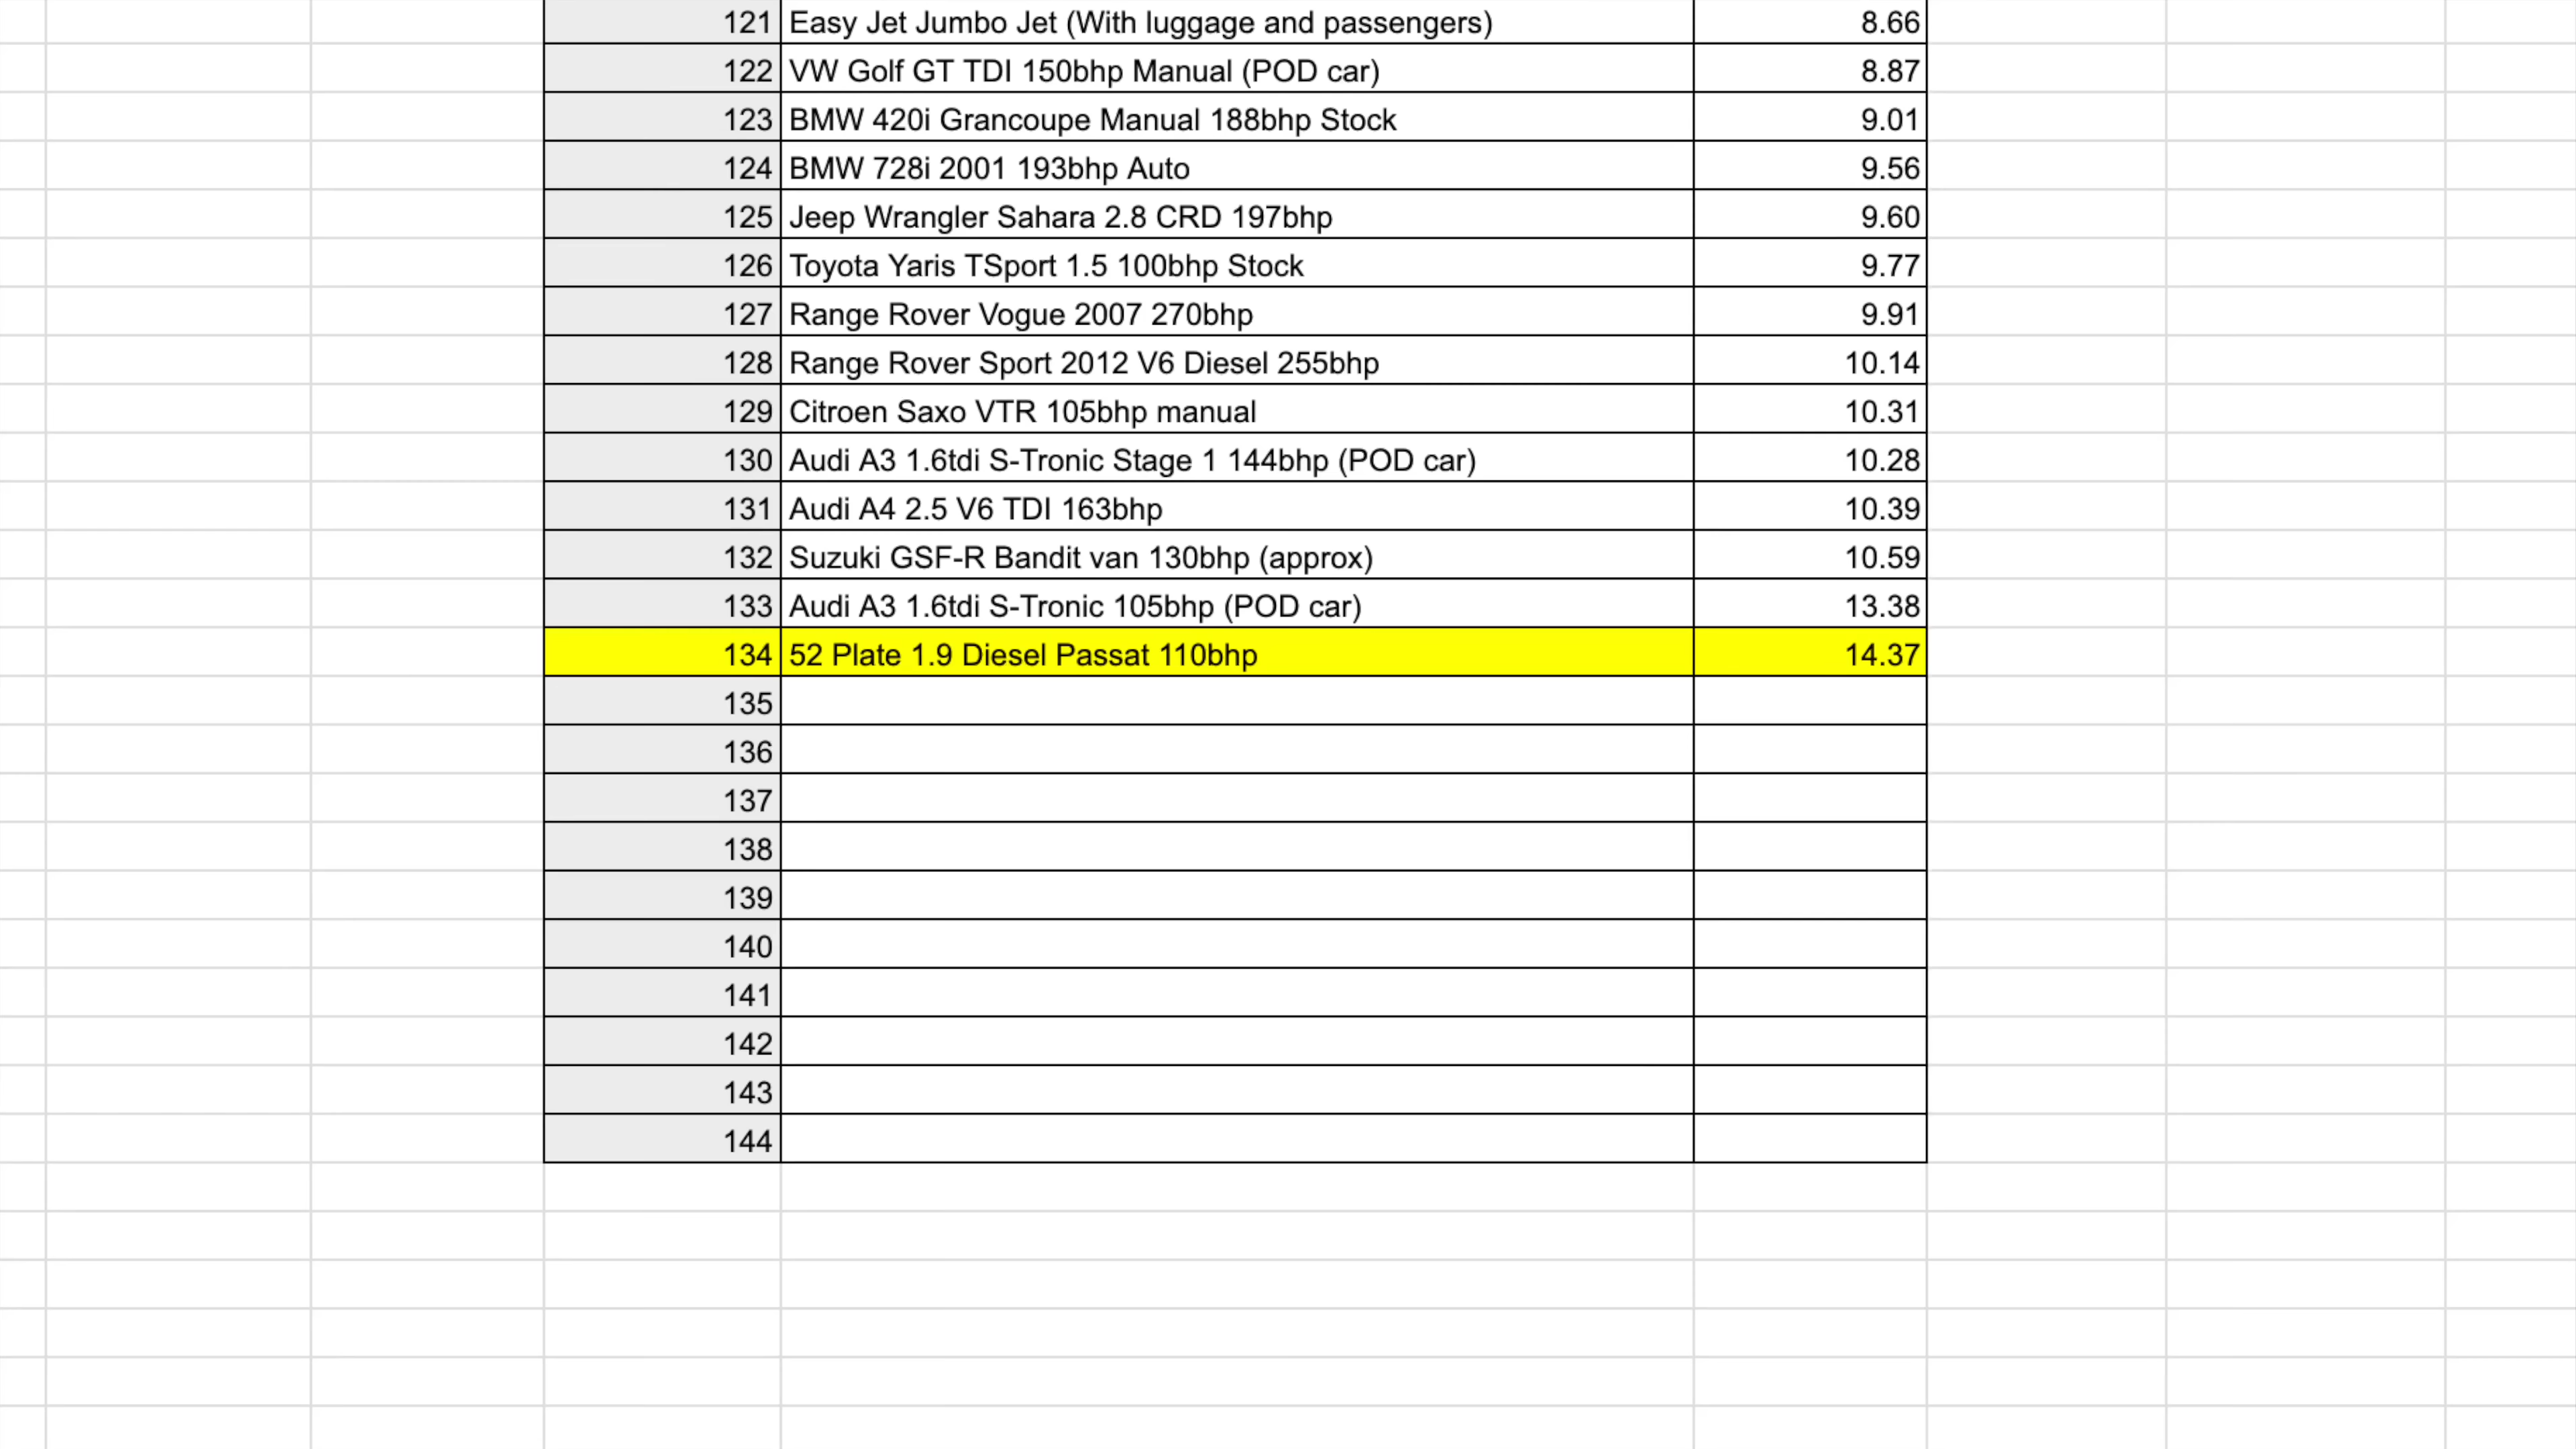 121 Easy Jet Jumbo Jet (With luggage and passengers) 8.66
122 VW Golf GT TDI 150bhp Manual (POD car) 8.87
123 BMW 420i Grancoupe Manual 188bhp Stock 9.01
124 BMW 728i 2001 193bhp Auto 9.56
125 Jeep Wrangler Sahara 2.8 CRD 197bhp 9.60
126 Toyota Yaris TSport 1.5 100bhp Stock 9.77
127 Range Rover Vogue 2007 270bhp 9.91
128 Range Rover Sport 2012 V6 Diesel 255bhp 10.14
129 Citroen Saxo VTR 105bhp manual 10.31
130 Audi A3 1.6tdi S-Tronic Stage 1 144bhp (POD car) 10.28
131 Audi A4 2.5 V6 TDI 163bhp 10.39
132 Suzuki GSF-R Bandit van 130bhp (approx) 10.59
133 Audi A3 1.6tdi S-Tronic 105bhp (POD car) 13.38
134 52 Plate 1.9 Diesel Passat 110bhp 14.37
135
136
137
138
139
140
141
142
143
144